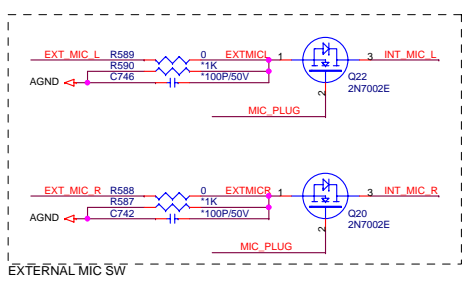 EXT_MIC_L R589 0 EXTMICL 1 3 INT_MIC_L
R590 *1K
AGND C746 *100P/50V
Q22
2N7002E
2
MIC_PLUG
EXT_MIC_R R588 0 EXTMICR 1 3 INT_MIC_R
R587 *1K
AGND C742 *100P/50V
Q20
2N7002E
2
MIC_PLUG
EXTERNAL MIC SW